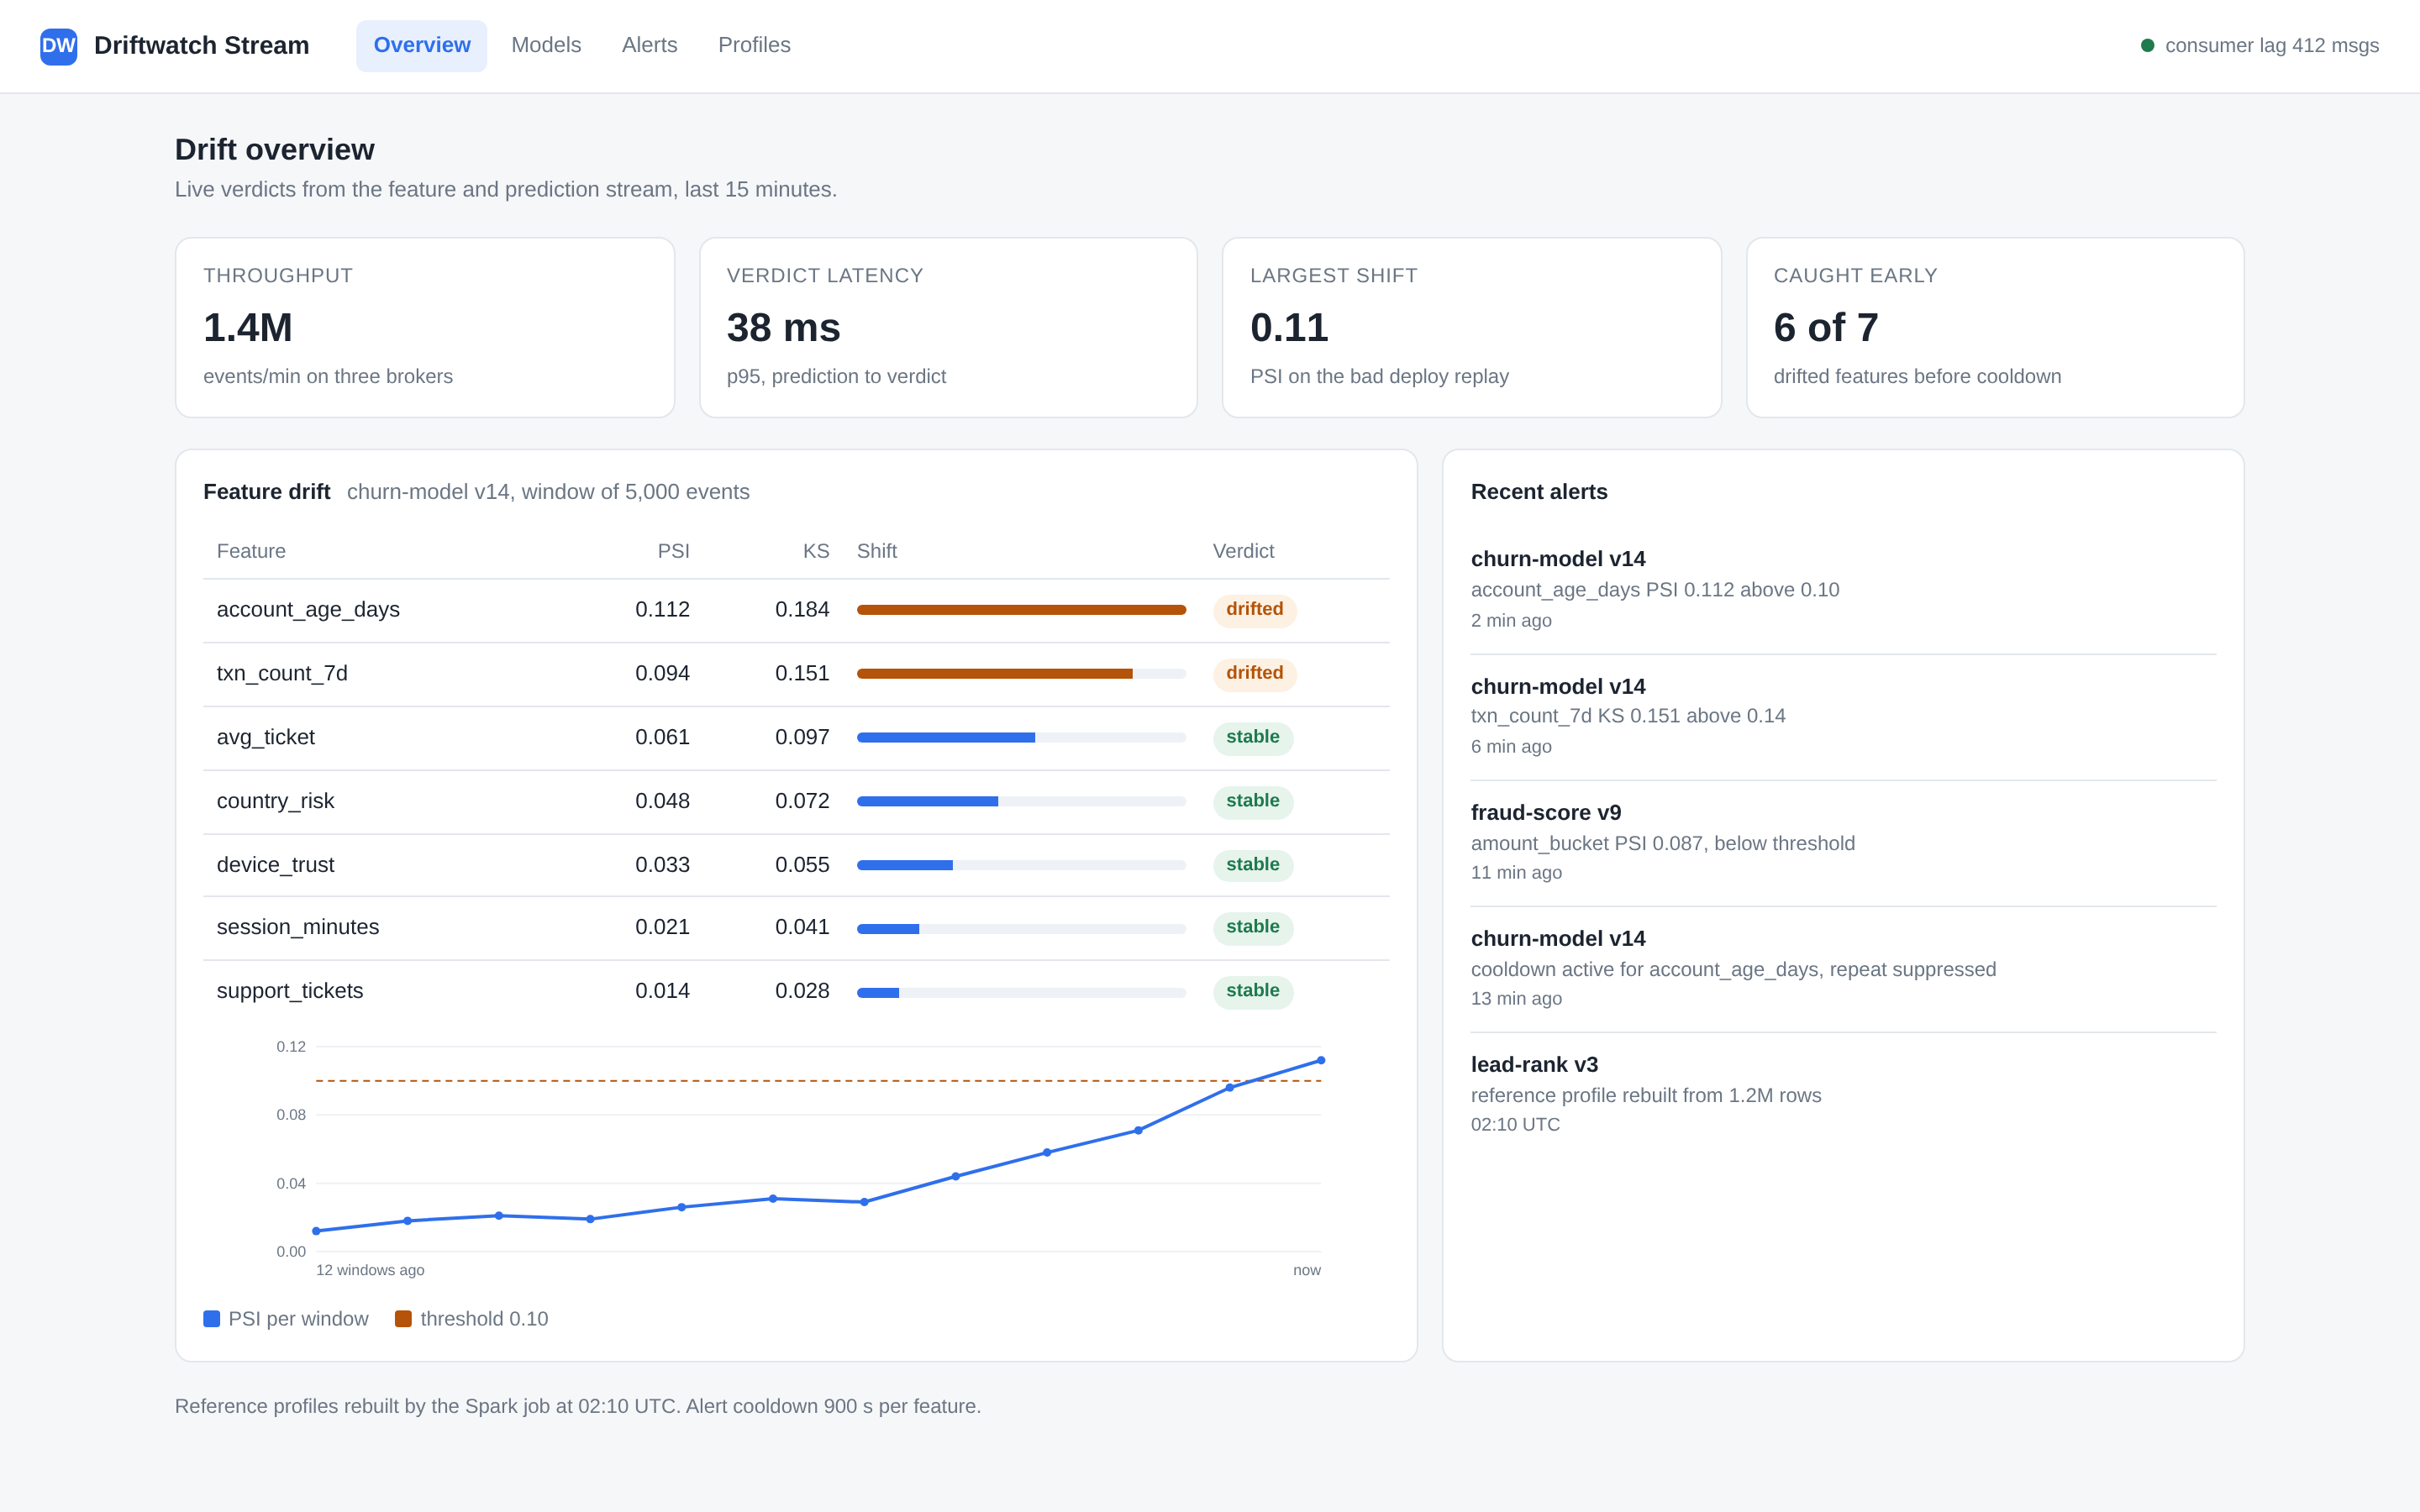 DW Driftwatch Stream Overview Models Alerts Profiles consumer lag 412 msgs
Drift overview
Live verdicts from the feature and prediction stream, last 15 minutes.
THROUGHPUT
1.4M
events/min on three brokers
VERDICT LATENCY
38 ms
p95, prediction to verdict
LARGEST SHIFT
0.11
PSI on the bad deploy replay
CAUGHT EARLY
6 of 7
drifted features before cooldown
Feature drift churn-model v14, window of 5,000 events
Feature PSI KS Shift Verdict
account_age_days 0.112 0.184 drifted
txn_count_7d 0.094 0.151 drifted
avg_ticket 0.061 0.097 stable
country_risk 0.048 0.072 stable
device_trust 0.033 0.055 stable
session_minutes 0.021 0.041 stable
support_tickets 0.014 0.028 stable
0.12
0.08
0.04
0.00
12 windows ago now
PSI per window threshold 0.10
Recent alerts
churn-model v14
account_age_days PSI 0.112 above 0.10
2 min ago
churn-model v14
txn_count_7d KS 0.151 above 0.14
6 min ago
fraud-score v9
amount_bucket PSI 0.087, below threshold
11 min ago
churn-model v14
cooldown active for account_age_days, repeat suppressed
13 min ago
lead-rank v3
reference profile rebuilt from 1.2M rows
02:10 UTC
Reference profiles rebuilt by the Spark job at 02:10 UTC. Alert cooldown 900 s per feature.